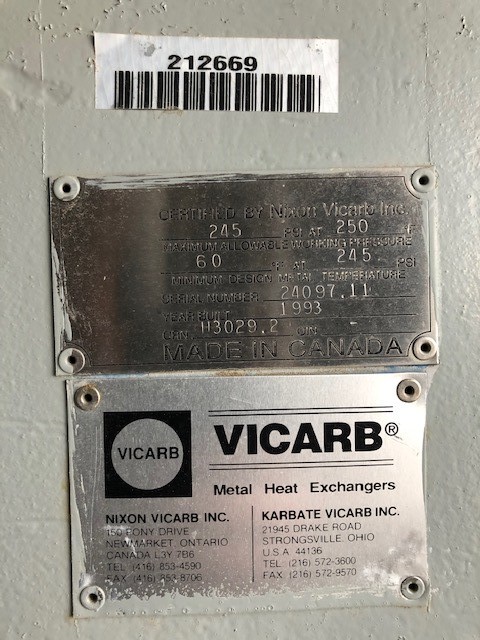 212669
CERTIFIED BY Nixon Vicarb Inc.
245 PSI AT 250 °F
MAXIMUM ALLOWABLE WORKING PRESSURE
60 °F AT 245 PSI
MINIMUM DESIGN METAL TEMPERATURE
SERIAL NUMBER 24097.11
YEAR BUILT 1993
CRN H3029.2 CIN
MADE IN CANADA
VICARB
VICARB®
Metal Heat Exchangers
NIXON VICARB INC.
150 PONY DRIVE
NEWMARKET, ONTARIO
CANADA L3Y 7B6
TEL (416) 853-4590
FAX (416) 853-8706
KARBATE VICARB INC.
21945 DRAKE ROAD
STRONGSVILLE, OHIO
U.S.A. 44136
TEL (216) 572-3600
FAX (216) 572-9570